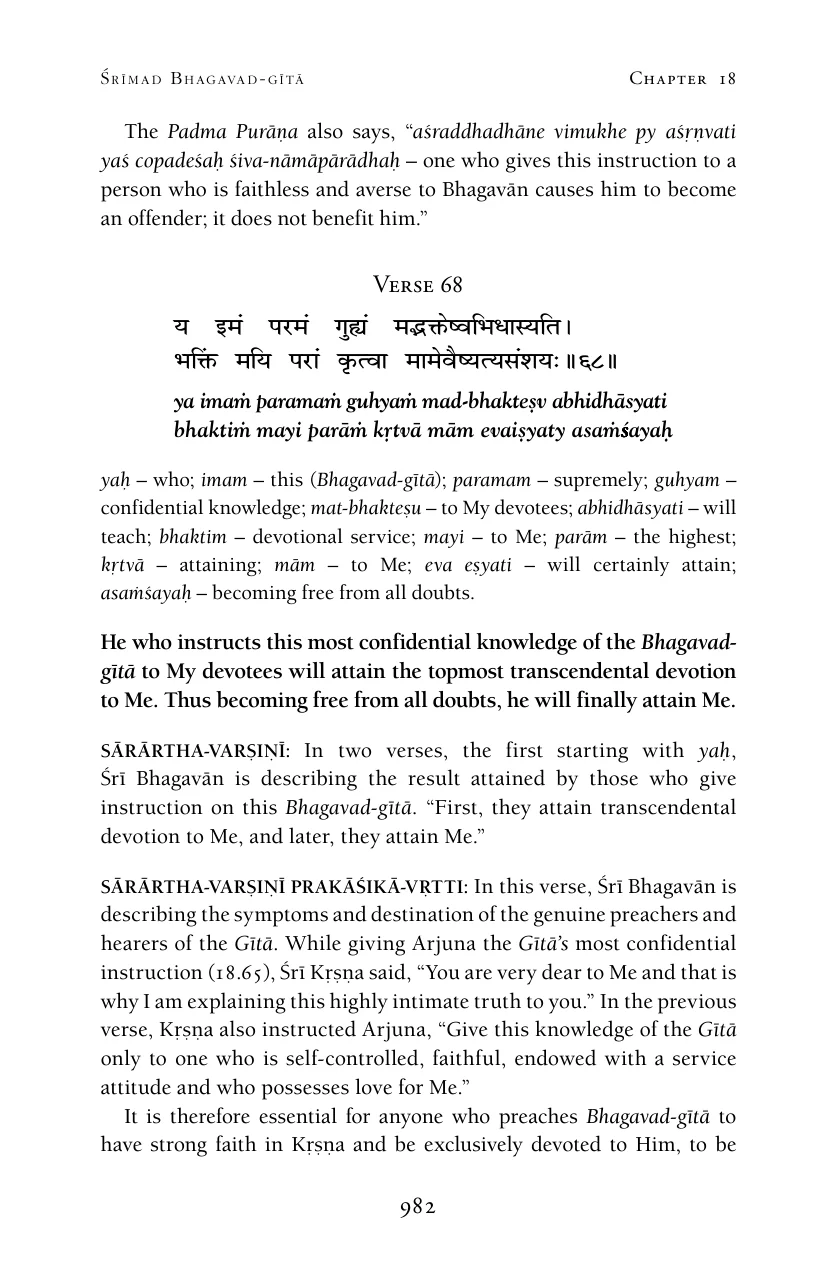 Śrīmad Bhagavad-gītā Chapter 18
The Padma Purāṇa also says, “aśraddhadhāne vimukhe py aśṛṇvati
yaś copadeśaḥ śiva-nāmāpārādhaḥ – one who gives this instruction to a
person who is faithless and averse to Bhagavān causes him to become
an offender; it does not benefit him.”
Verse 68
य इमं परमं गुह्यं मद्भक्तेष्वभिधास्यति।
भक्तिं मयि परां कृत्वा मामेवैष्यत्यसंशयः॥६८॥
ya imaṁ paramaṁ guhyaṁ mad-bhakteṣv abhidhāsyati
bhaktiṁ mayi parāṁ kṛtvā mām evaiṣyaty asaṁśayaḥ
yaḥ – who; imam – this (Bhagavad-gītā); paramam – supremely; guhyam –
confidential knowledge; mat-bhakteṣu – to My devotees; abhidhāsyati – will
teach; bhaktim – devotional service; mayi – to Me; parām – the highest;
kṛtvā – attaining; mām – to Me; eva eṣyati – will certainly attain;
asaṁśayaḥ – becoming free from all doubts.
He who instructs this most confidential knowledge of the Bhagavad-
gītā to My devotees will attain the topmost transcendental devotion
to Me. Thus becoming free from all doubts, he will finally attain Me.
SĀRĀRTHA-VARṢIṆĪ: In two verses, the first starting with yaḥ,
Śrī Bhagavān is describing the result attained by those who give
instruction on this Bhagavad-gītā. “First, they attain transcendental
devotion to Me, and later, they attain Me.”
SĀRĀRTHA-VARṢIṆĪ PRAKĀŚIKĀ-VṚTTI: In this verse, Śrī Bhagavān is
describing the symptoms and destination of the genuine preachers and
hearers of the Gītā. While giving Arjuna the Gītā’s most confidential
instruction (18.65), Śrī Kṛṣṇa said, “You are very dear to Me and that is
why I am explaining this highly intimate truth to you.” In the previous
verse, Kṛṣṇa also instructed Arjuna, “Give this knowledge of the Gītā
only to one who is self-controlled, faithful, endowed with a service
attitude and who possesses love for Me.”
It is therefore essential for anyone who preaches Bhagavad-gītā to
have strong faith in Kṛṣṇa and be exclusively devoted to Him, to be
982